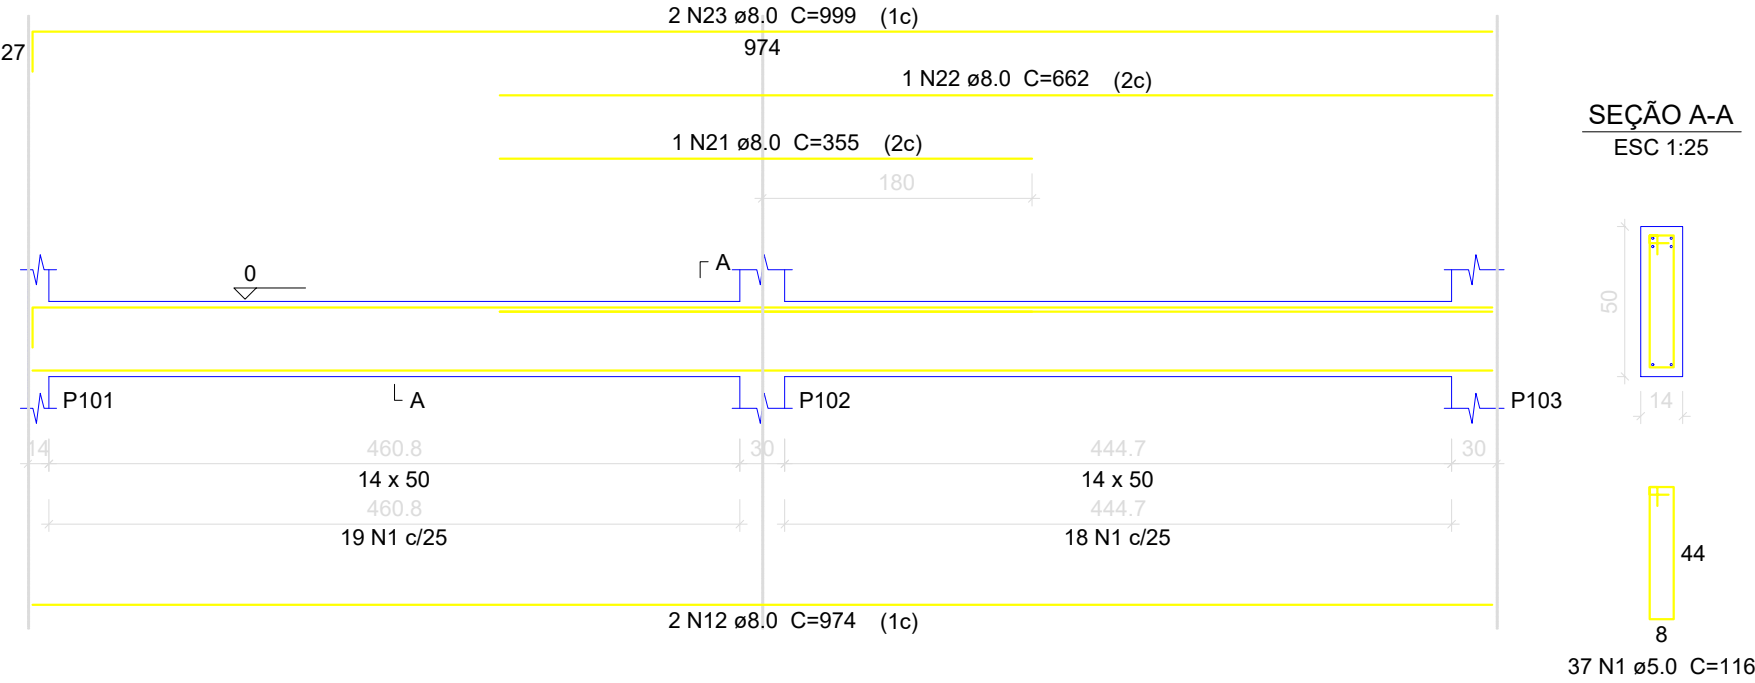 2 N23 ø8.0 C=999 (1c)
27
974
1 N22 ø8.0 C=662 (2c)
1 N21 ø8.0 C=355 (2c)
180
SEÇÃO A-A
ESC 1:25
0
A
50
14
P101
A
P102
P103
14
460.8
30
444.7
30
14 x 50
14 x 50
460.8
444.7
19 N1 c/25
18 N1 c/25
44
8
2 N12 ø8.0 C=974 (1c)
37 N1 ø5.0 C=116